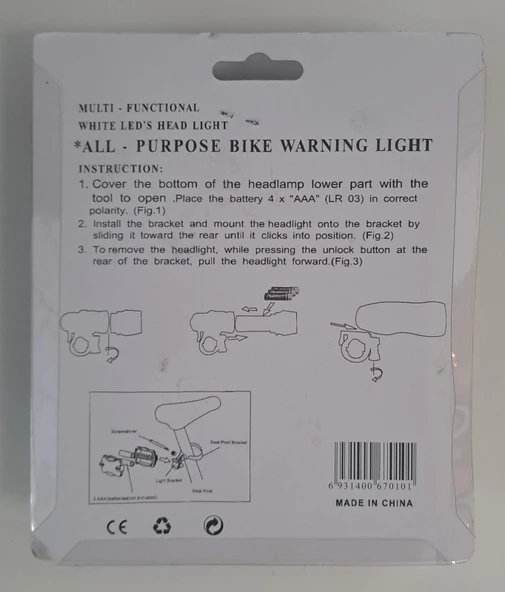 MULTI - FUNCTIONAL
WHITE LED'S HEAD LIGHT
*ALL - PURPOSE BIKE WARNING LIGHT
INSTRUCTION:
1. Cover the bottom of the headlamp lower part with the
tool to open .Place the battery 4 x "AAA" (LR 03) in correct
polarity. (Fig.1)
2. Install the bracket and mount the headlight onto the bracket by
sliding it toward the rear until it clicks into position. (Fig.2)
3. To remove the headlight, while pressing the unlock button at the
rear of the bracket, pull the headlight forward.(Fig.3)
Screwdriver
Seat Post Bracket
Light Bracket
Seat Post
6 931400 670101
MADE IN CHINA
CE